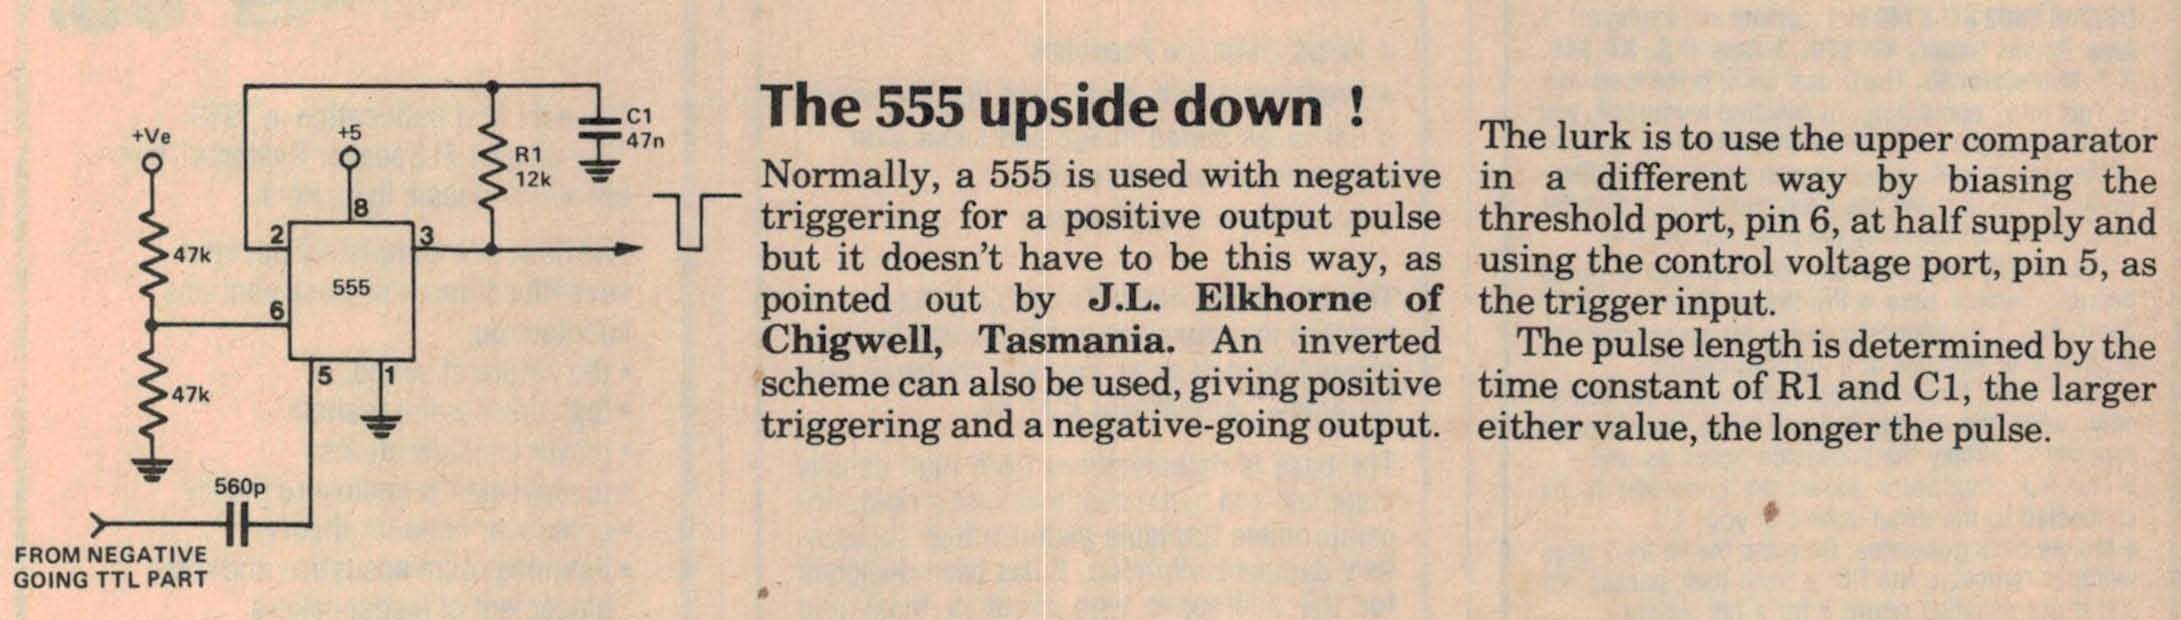 +Ve
+5
C1
47n
R1
12k
8
2
3
47k
555
6
5
1
47k
560p
FROM NEGATIVE
GOING TTL PART
The 555 upside down !
Normally, a 555 is used with negative
triggering for a positive output pulse
but it doesn't have to be this way, as
pointed out by J.L. Elkhorne of
Chigwell, Tasmania. An inverted
scheme can also be used, giving positive
triggering and a negative-going output.
The lurk is to use the upper comparator
in a different way by biasing the
threshold port, pin 6, at half supply and
using the control voltage port, pin 5, as
the trigger input.
The pulse length is determined by the
time constant of R1 and C1, the larger
either value, the longer the pulse.